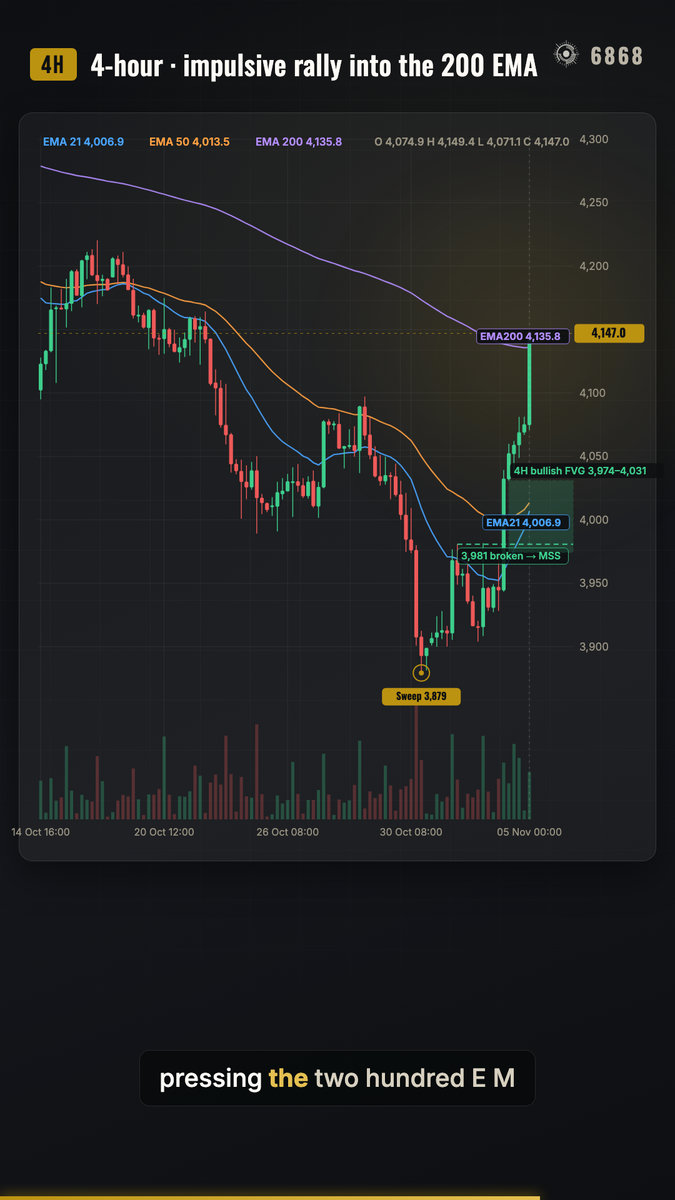 4H 4-hour · impulsive rally into the 200 EMA 6868
EMA 21 4,006.9 EMA 50 4,013.5 EMA 200 4,135.8 O 4,074.9 H 4,149.4 L 4,071.1 C 4,147.0 4,300
4,250
4,200
EMA200 4,135.8 4,147.0
4,100
4,050
4H bullish FVG 3,974–4,031
EMA21 4,006.9 4,000
3,981 broken → MSS
3,950
3,900
Sweep 3,879
14 Oct 16:00 20 Oct 12:00 26 Oct 08:00 30 Oct 08:00 05 Nov 00:00
pressing the two hundred E M